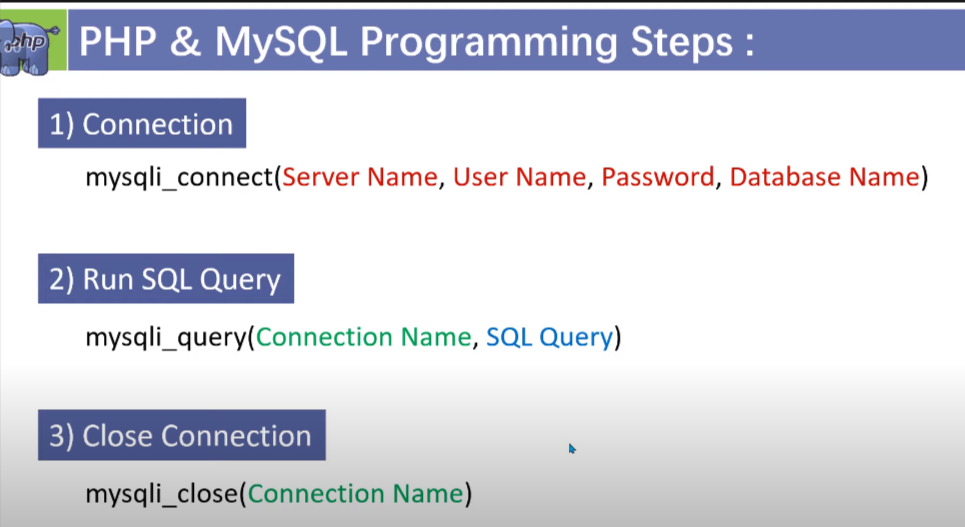 php
PHP & MySQL Programming Steps :
1) Connection
mysqli_connect(Server Name, User Name, Password, Database Name)
2) Run SQL Query
mysqli_query(Connection Name, SQL Query)
3) Close Connection
mysqli_close(Connection Name)